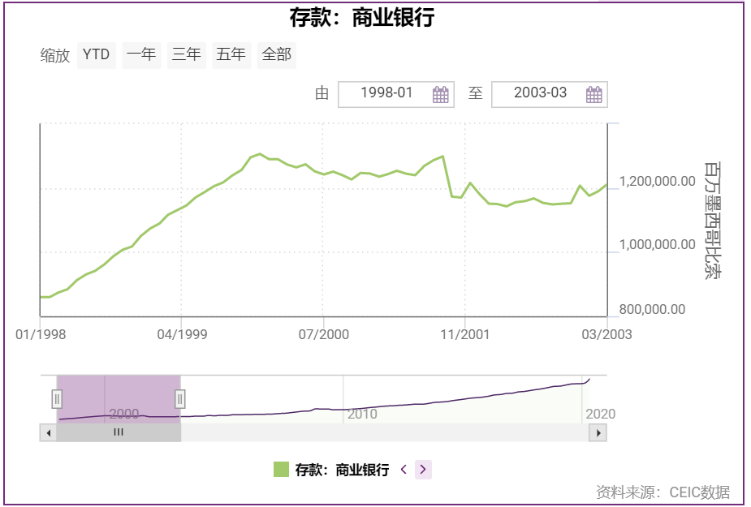 存款：商业银行
缩放 YTD 一年 三年 五年 全部
由 1998-01 至 2003-03
1,200,000.00
1,000,000.00
800,000.00
百万墨西哥比索
01/1998 04/1999 07/2000 11/2001 03/2003
2000 2010 2020
存款：商业银行
资料来源：CEIC数据